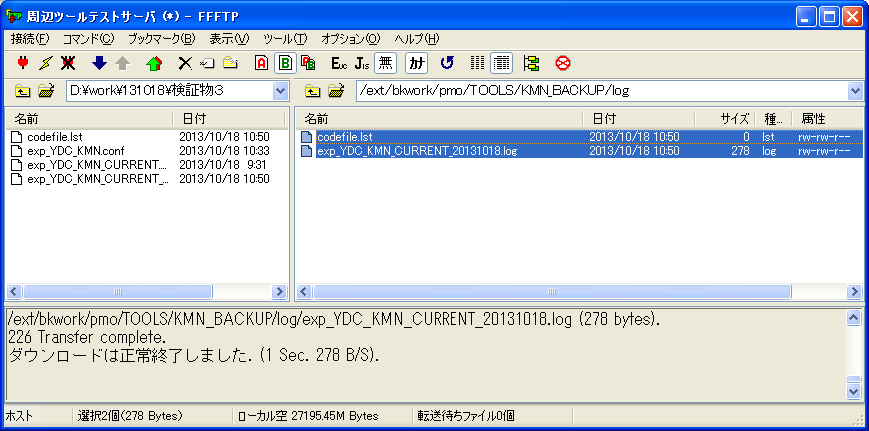 周辺ツールテストサーバ (*) - FFFTP
接続(F) コマンド(C) ブックマーク(B) 表示(V) ツール(T) オプション(O) ヘルプ(H)
A B EUC JIS 無 カナ
D:¥work¥131018¥検証物3 /ext/bkwork/pmo/TOOLS/KMN_BACKUP/log
名前 日付
codefile.lst 2013/10/18 10:50
exp_YDC_KMN.conf 2013/10/18 10:33
exp_YDC_KMN_CURRENT.... 2013/10/18 9:31
exp_YDC_KMN_CURRENT_... 2013/10/18 10:50
名前 日付 サイズ 種... 属性
codefile.lst 2013/10/18 10:50 0 lst rw-rw-r--
exp_YDC_KMN_CURRENT_20131018.log 2013/10/18 10:50 278 log rw-rw-r--
/ext/bkwork/pmo/TOOLS/KMN_BACKUP/log/exp_YDC_KMN_CURRENT_20131018.log (278 bytes).
226 Transfer complete.
ダウンロードは正常終了しました. (1 Sec. 278 B/S).
ホスト 選択2個(278 Bytes) ローカル空 27195.45M Bytes 転送待ちファイル0個